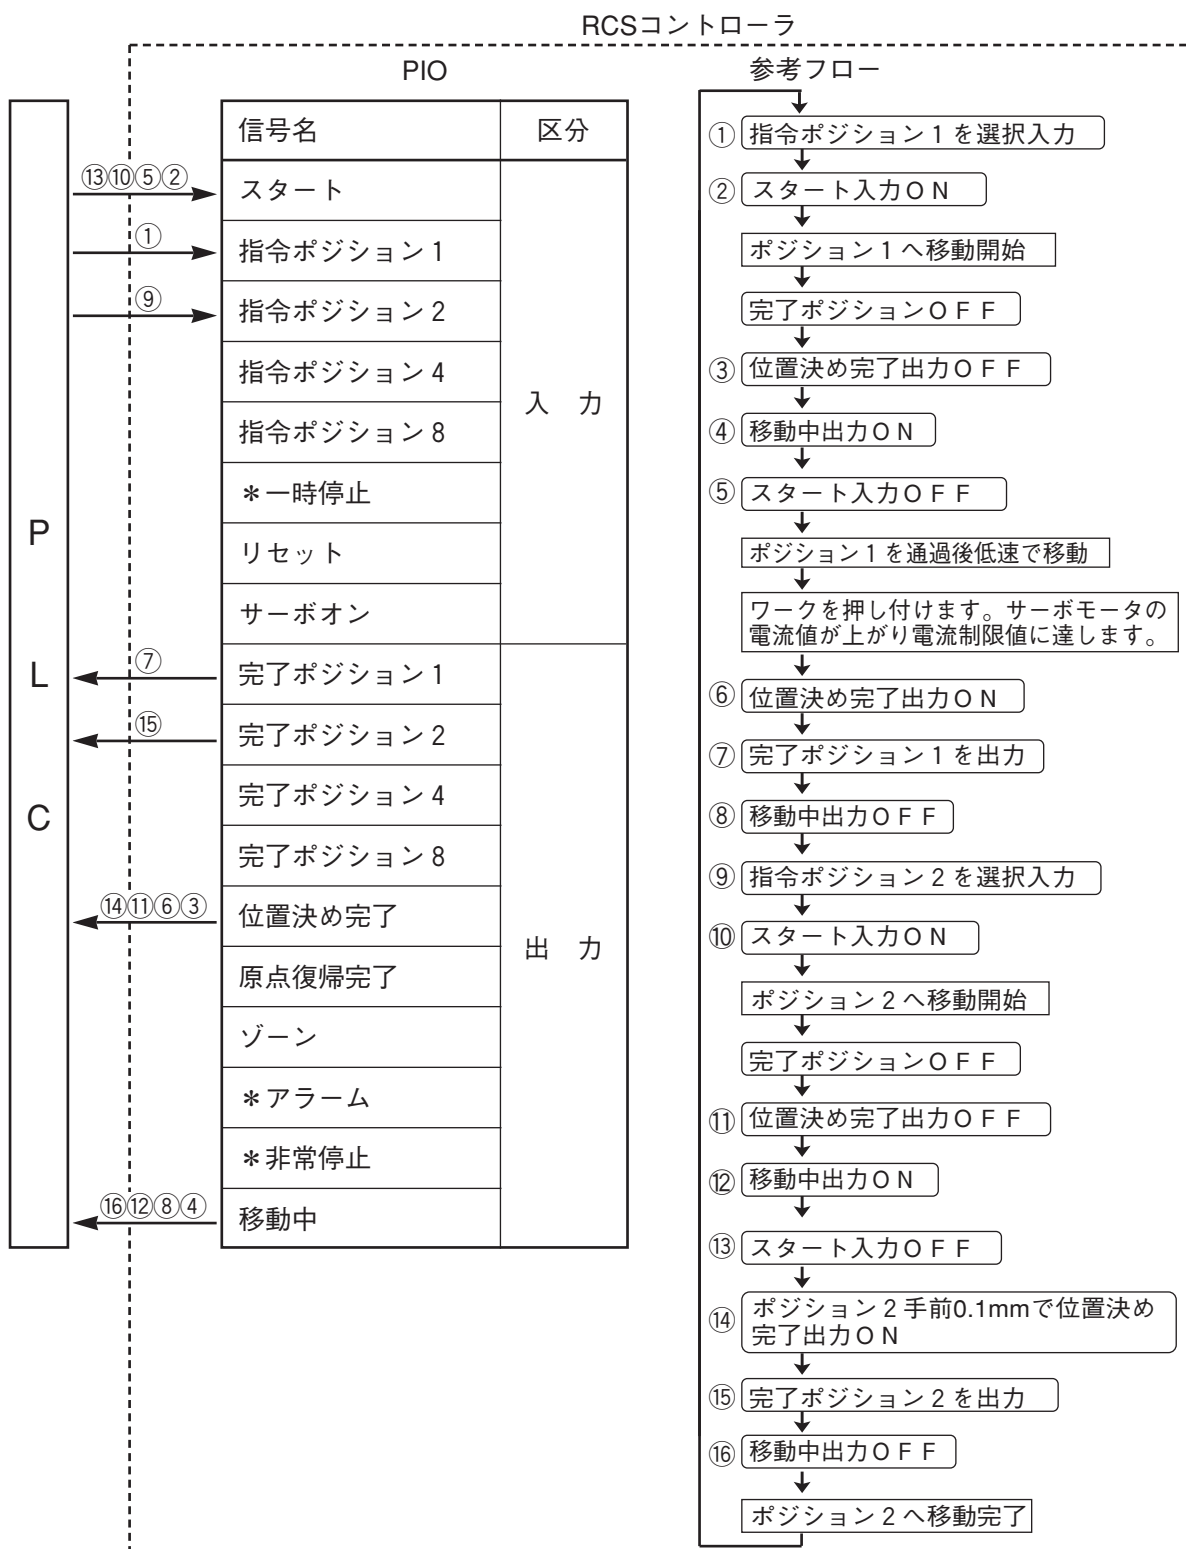 RCSコントローラ
PIO
参考フロー
信号名
区分
⑬⑩⑤②
スタート
①
指令ポジション1
⑨
指令ポジション2
指令ポジション4
指令ポジション8
＊一時停止
リセット
サーボオン
入　力
P
L
C
⑦
完了ポジション1
⑮
完了ポジション2
完了ポジション4
完了ポジション8
⑭⑪⑥③
位置決め完了
原点復帰完了
ゾーン
＊アラーム
＊非常停止
⑯⑫⑧④
移動中
出　力
① 指令ポジション1を選択入力
② スタート入力ＯＮ
ポジション1へ移動開始
完了ポジションＯＦＦ
③ 位置決め完了出力ＯＦＦ
④ 移動中出力ＯＮ
⑤ スタート入力ＯＦＦ
ポジション1を通過後低速で移動
ワークを押し付けます。サーボモータの
電流値が上がり電流制限値に達します。
⑥ 位置決め完了出力ＯＮ
⑦ 完了ポジション1を出力
⑧ 移動中出力ＯＦＦ
⑨ 指令ポジション2を選択入力
⑩ スタート入力ＯＮ
ポジション2へ移動開始
完了ポジションＯＦＦ
⑪ 位置決め完了出力ＯＦＦ
⑫ 移動中出力ＯＮ
⑬ スタート入力ＯＦＦ
⑭ ポジション2手前0.1mmで位置決め
完了出力ＯＮ
⑮ 完了ポジション2を出力
⑯ 移動中出力ＯＦＦ
ポジション2へ移動完了